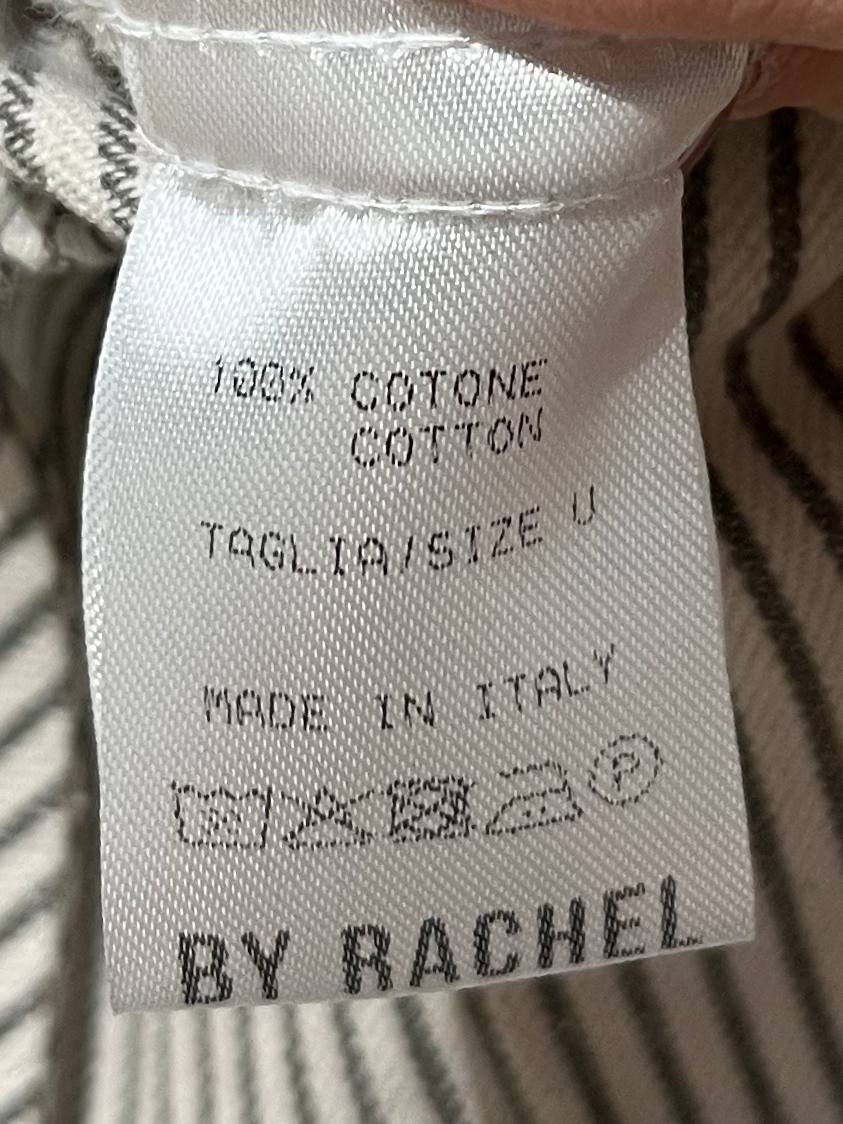 100% COTONE
COTTON
TAGLIA/SIZE U
MADE IN ITALY
P
BY RACHEL